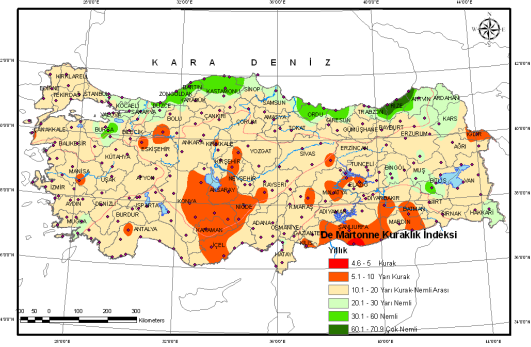 K A R A   D E N İ Z
KIRKLARELİ
TEKİRDAĞ
İSTANBUL
KOCAELİ
SAKARYA
DÜZCE
BOLU
ZONGULDAK
BARTIN
KARABÜK
KASTAMONU
SİNOP
SAMSUN
ÇANKIRI
ÇORUM
AMASYA
TOKAT
ORDU
GİRESUN
TRABZON
RİZE
ARTVİN
ARDAHAN
KARS
GÜMÜŞHANE
BAYBURT
ERZURUM
IĞDIR
AĞRI
ÇANAKKALE
BALIKESİR
BURSA
BİLECİK
ESKİŞEHİR
KÜTAHYA
ANKARA
KIRIKKALE
YOZGAT
SİVAS
ERZİNCAN
TUNCELİ
BİNGÖL
MUŞ
BİTLİS
VAN
HAKKARİ
ŞIRNAK
SİİRT
BATMAN
MARDİN
DİYARBAKIR
ELAZIĞ
MALATYA
ADIYAMAN
ŞANLIURFA
GAZİANTEP
KİLİS
K.MARAŞ
OSMANİYE
HATAY
ADANA
İÇEL
KARAMAN
KONYA
AKSARAY
NİĞDE
NEVŞEHİR
KIRŞEHİR
KAYSERİ
MANİSA
İZMİR
UŞAK
AFYON
AYDIN
DENİZLİ
ISPARTA
BURDUR
MUĞLA
ANTALYA
De Martonne Kuraklık İndeksi
Yıllık
4.6 - 5 Kurak
5.1 - 10 Yarı Kurak
10.1 - 20 Yarı Kurak-Nemli Arası
20.1 - 30 Yarı Nemli
30.1 - 60 Nemli
60.1 - 70.9 Çok Nemli
Kilometers